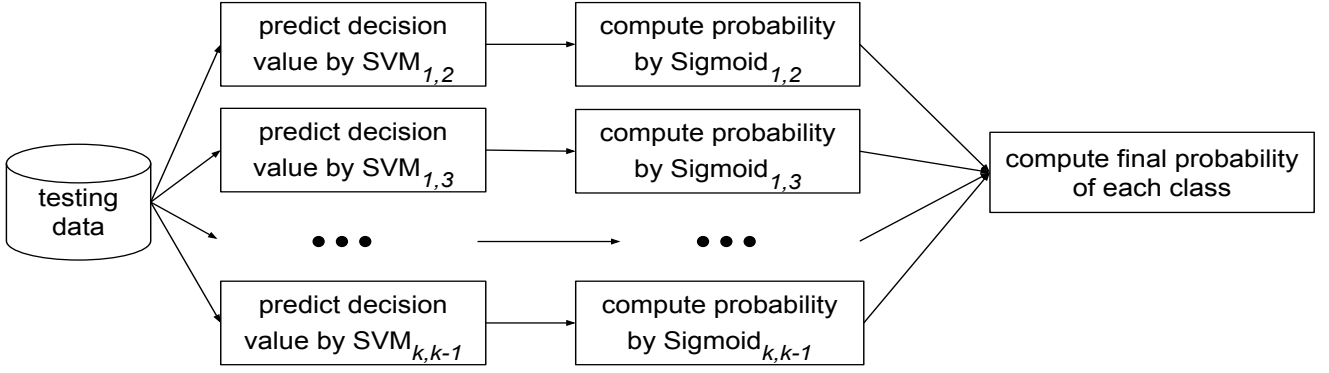 testing
data
predict decision
value by SVM1,2
compute probability
by Sigmoid1,2
predict decision
value by SVM1,3
compute probability
by Sigmoid1,3
•••
•••
predict decision
value by SVMk,k-1
compute probability
by Sigmoidk,k-1
compute final probability
of each class